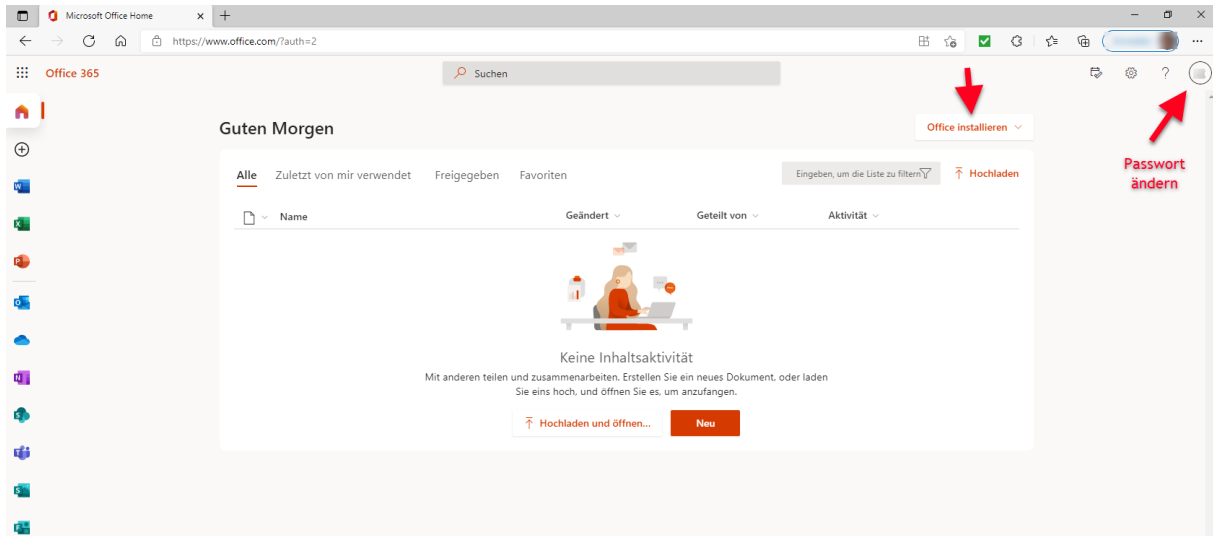 Microsoft Office Home
https://www.office.com/?auth=2
Office 365
Suchen
?
Guten Morgen
Office installieren
Passwort
ändern
Alle Zuletzt von mir verwendet Freigegeben Favoriten
Eingeben, um die Liste zu filtern
Hochladen
Name Geändert Geteilt von Aktivität
Keine Inhaltsaktivität
Mit anderen teilen und zusammenarbeiten. Erstellen Sie ein neues Dokument. oder laden
Sie eins hoch, und öffnen Sie es, um anzufangen.
Hochladen und öffnen...
Neu